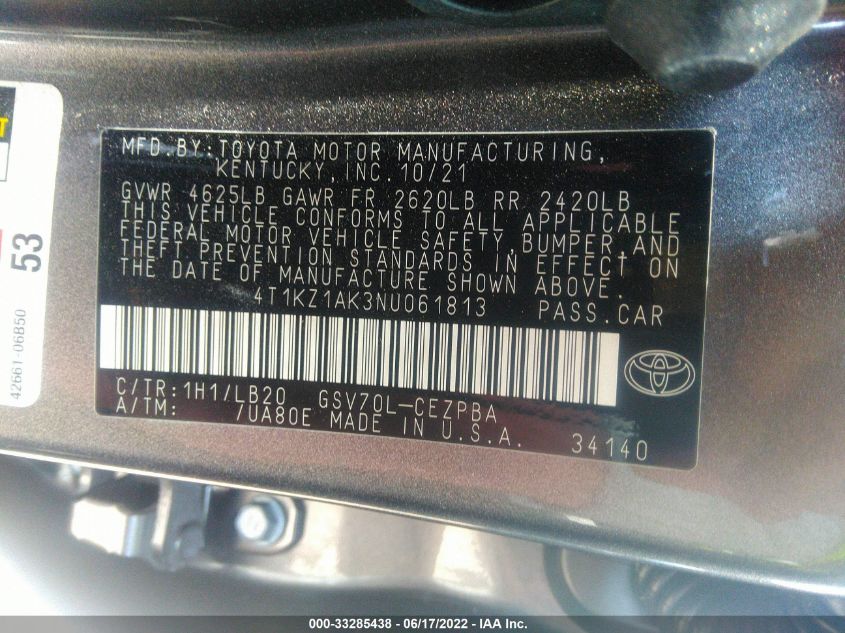 MFD.BY:TOYOTA MOTOR MANUFACTURING,
KENTUCKY,INC.10/21
GVWR 4625LB GAWR FR 2620LB RR 2420LB
THIS VEHICLE CONFORMS TO ALL APPLICABLE
FEDERAL MOTOR VEHICLE SAFETY,BUMPER,AND
THEFT PREVENTION STANDARDS IN EFFECT ON
THE DATE OF MANUFACTURE SHOWN ABOVE.
4T1KZ1AK3NU061813 PASS.CAR
C/TR:1H1/LB20 GSV70L-CEZPBA
A/TM: 7UA80E MADE IN U.S.A.
34140
53
42661-06B50
000-33285438 - 06/17/2022 - IAA Inc.